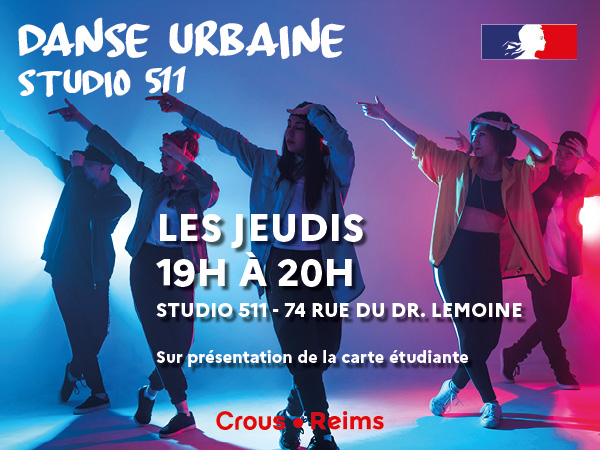 DANSE URBAINE
STUDIO 511
LES JEUDIS
19H À 20H
STUDIO 511 - 74 RUE DU DR. LEMOINE
Sur présentation de la carte étudiante
Crous Reims